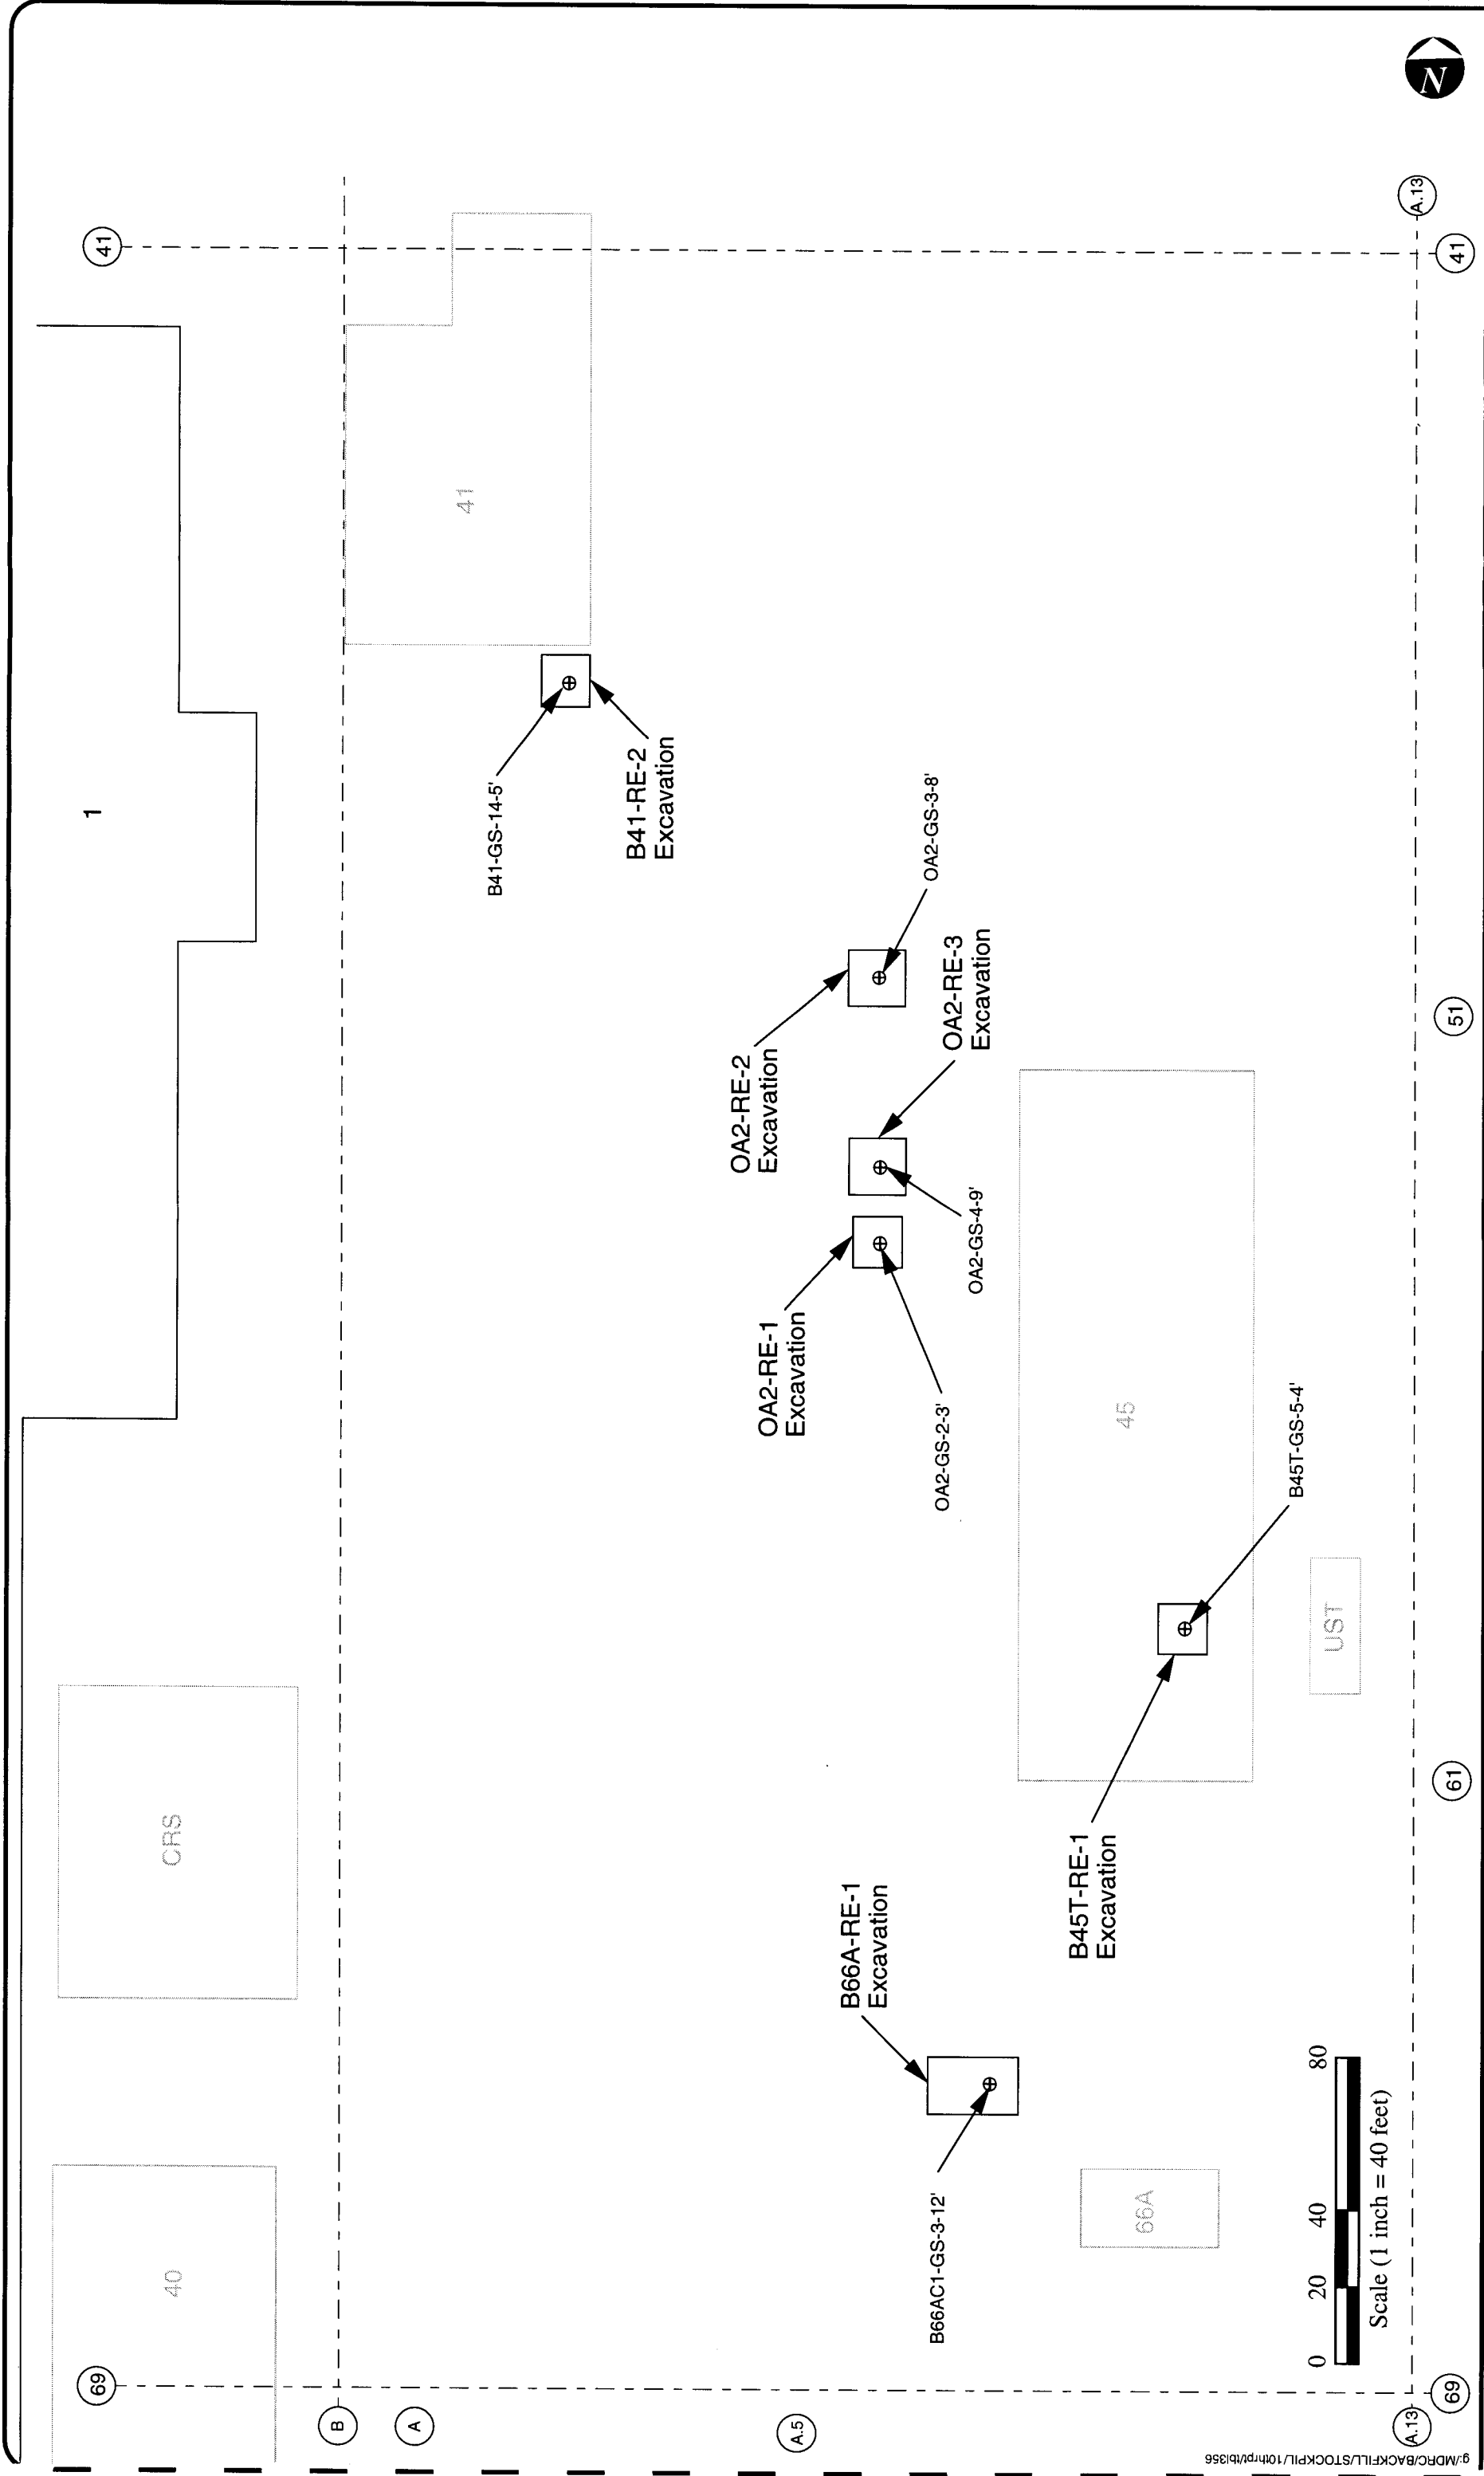 N
69
41
1
40
CRS
B
A
41
B41-GS-14-5'
B41-RE-2
Excavation
OA2-RE-2
Excavation
OA2-RE-1
Excavation
A.5
OA2-GS-3-8'
OA2-RE-3
Excavation
OA2-GS-4-9'
OA2-GS-2-3'
B66A-RE-1
Excavation
B66AC1-GS-3-12'
45
B45T-RE-1
Excavation
B45T-GS-5-4'
66A
UST
0 20 40 80
Scale (1 inch = 40 feet)
A.13
A.13
69
61
51
41
g:/MDRC/BACKFILL/STOCKPIL/10thrpt/tbl356